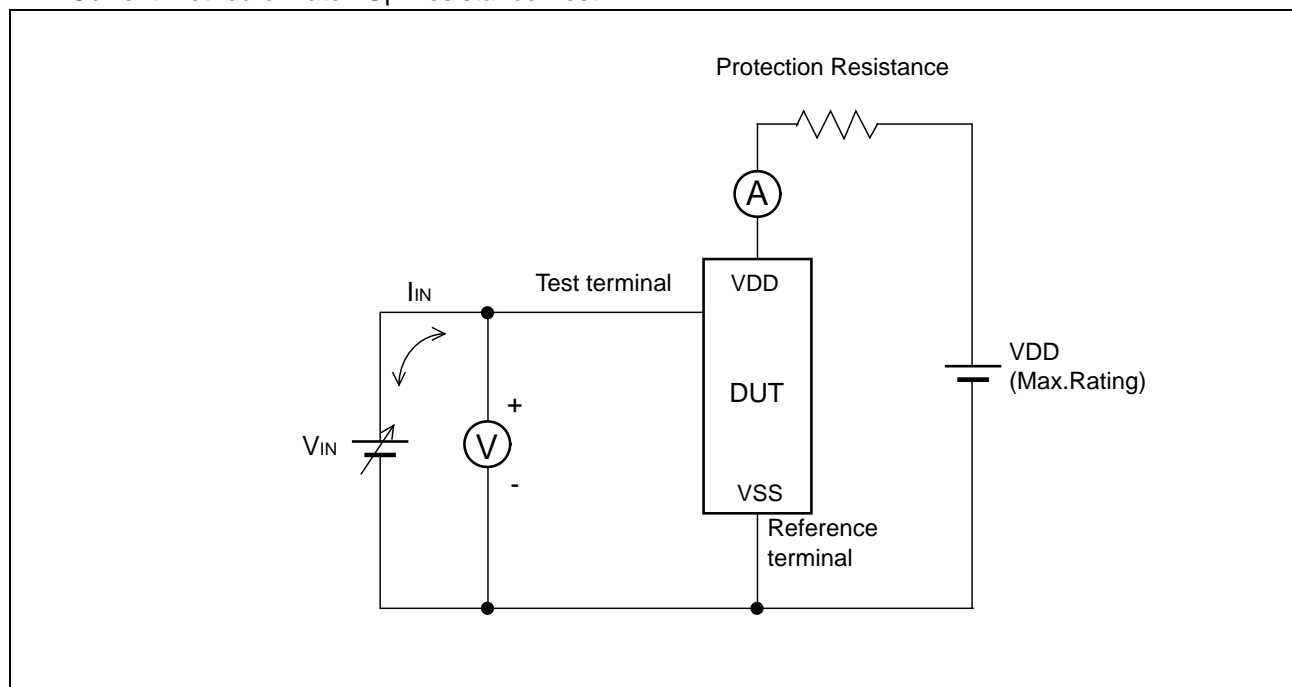 Protection Resistance
A
IIN
Test terminal
VDD
VDD
(Max.Rating)
DUT
+
VIN
V
-
VSS
Reference
terminal